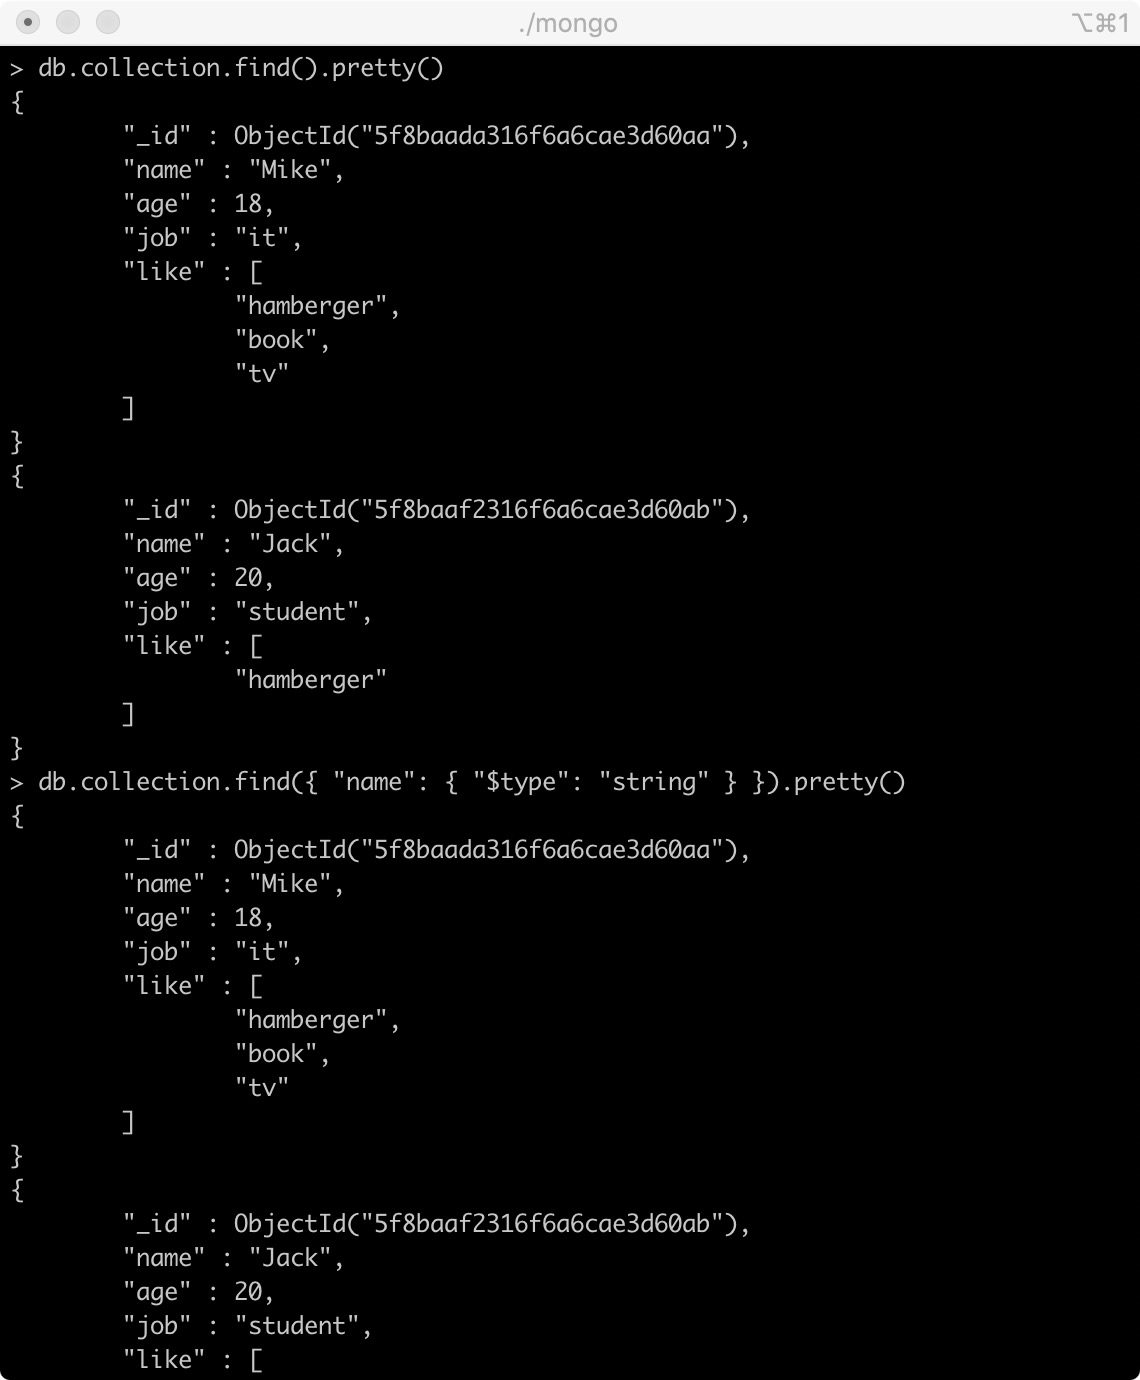 ./mongo
⌥⌘1
> db.collection.find().pretty()
{
        "_id" : ObjectId("5f8baada316f6a6cae3d60aa"),
        "name" : "Mike",
        "age" : 18,
        "job" : "it",
        "like" : [
                "hamberger",
                "book",
                "tv"
        ]
}
{
        "_id" : ObjectId("5f8baaf2316f6a6cae3d60ab"),
        "name" : "Jack",
        "age" : 20,
        "job" : "student",
        "like" : [
                "hamberger"
        ]
}
> db.collection.find({ "name": { "$type": "string" } }).pretty()
{
        "_id" : ObjectId("5f8baada316f6a6cae3d60aa"),
        "name" : "Mike",
        "age" : 18,
        "job" : "it",
        "like" : [
                "hamberger",
                "book",
                "tv"
        ]
}
{
        "_id" : ObjectId("5f8baaf2316f6a6cae3d60ab"),
        "name" : "Jack",
        "age" : 20,
        "job" : "student",
        "like" : [